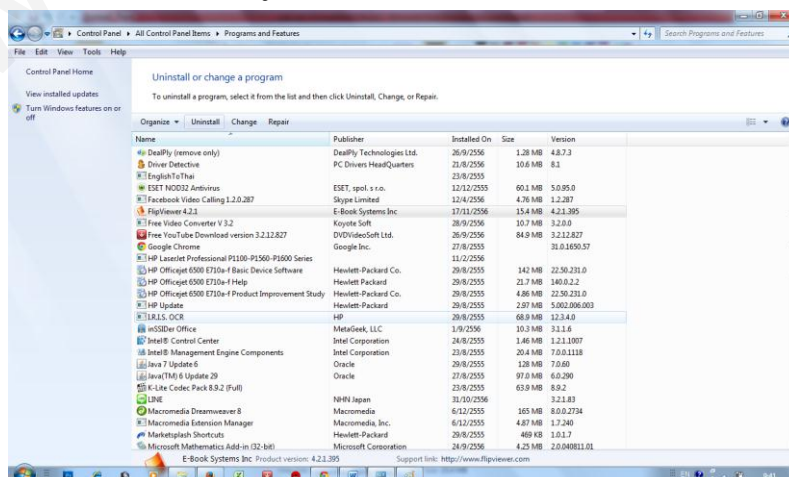 Control Panel ▸ All Control Panel Items ▸ Programs and Features
Search Programs and Features
File Edit View Tools Help
Control Panel Home
View installed updates
Turn Windows features on or off
Uninstall or change a program
To uninstall a program, select it from the list and then click Uninstall, Change, or Repair.
Organize Uninstall Change Repair
Name Publisher Installed On Size Version
DealPly (remove only) DealPly Technologies Ltd. 26/9/2556 1.28 MB 4.8.7.3
Driver Detective PC Drivers HeadQuarters 21/8/2556 10.6 MB 8.1
EnglishToThai 23/8/2555
ESET NOD32 Antivirus ESET, spol. s r.o. 12/12/2555 60.1 MB 5.0.95.0
Facebook Video Calling 1.2.0.287 Skype Limited 12/4/2556 4.76 MB 1.2.287
FlipViewer 4.2.1 E-Book Systems Inc 17/11/2556 15.4 MB 4.2.1.395
Free Video Converter V 3.2 Koyote Soft 28/9/2556 10.7 MB 3.2.0.0
Free YouTube Download version 3.2.12.827 DVDVideoSoft Ltd. 26/9/2556 84.9 MB 3.2.12.827
Google Chrome Google Inc. 27/8/2555 31.0.1650.57
HP LaserJet Professional P1100-P1560-P1600 Series 11/2/2556
HP Officejet 6500 E710a-f Basic Device Software Hewlett-Packard Co. 29/8/2555 142 MB 22.50.231.0
HP Officejet 6500 E710a-f Help Hewlett Packard 29/8/2555 21.7 MB 140.0.2.2
HP Officejet 6500 E710a-f Product Improvement Study Hewlett-Packard Co. 29/8/2555 4.86 MB 22.50.231.0
HP Update Hewlett-Packard 29/8/2555 2.97 MB 5.002.006.003
I.R.I.S. OCR HP 29/8/2555 68.9 MB 12.3.4.0
inSSIDer Office MetaGeek, LLC 1/9/2556 10.3 MB 3.1.1.6
Intel® Control Center Intel Corporation 24/8/2555 1.46 MB 1.2.1.1007
Intel® Management Engine Components Intel Corporation 23/8/2555 20.4 MB 7.0.0.1118
Java 7 Update 6 Oracle 29/8/2555 128 MB 7.0.60
Java(TM) 6 Update 29 Oracle 27/8/2555 97.0 MB 6.0.290
K-Lite Codec Pack 8.9.2 (Full) 23/8/2555 63.9 MB 8.9.2
LINE NHN Japan 31/10/2556 3.2.1.83
Macromedia Dreamweaver 8 Macromedia 6/12/2555 165 MB 8.0.0.2734
Macromedia Extension Manager Macromedia, Inc. 6/12/2555 4.87 MB 1.7.240
Marketsplash Shortcuts Hewlett-Packard 29/8/2555 469 KB 1.0.1.7
Microsoft Mathematics Add-in (32-bit) Microsoft Corporation 24/9/2556 4.25 MB 2.0.040811.01
E-Book Systems Inc Product version: 4.2.1.395 Support link: http://www.flipviewer.com
EN 9:41